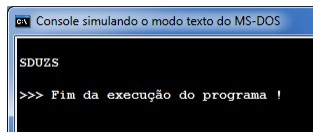 Console simulando o modo texto do MS-DOS
SDUZS
>>> Fim da execução do programa !